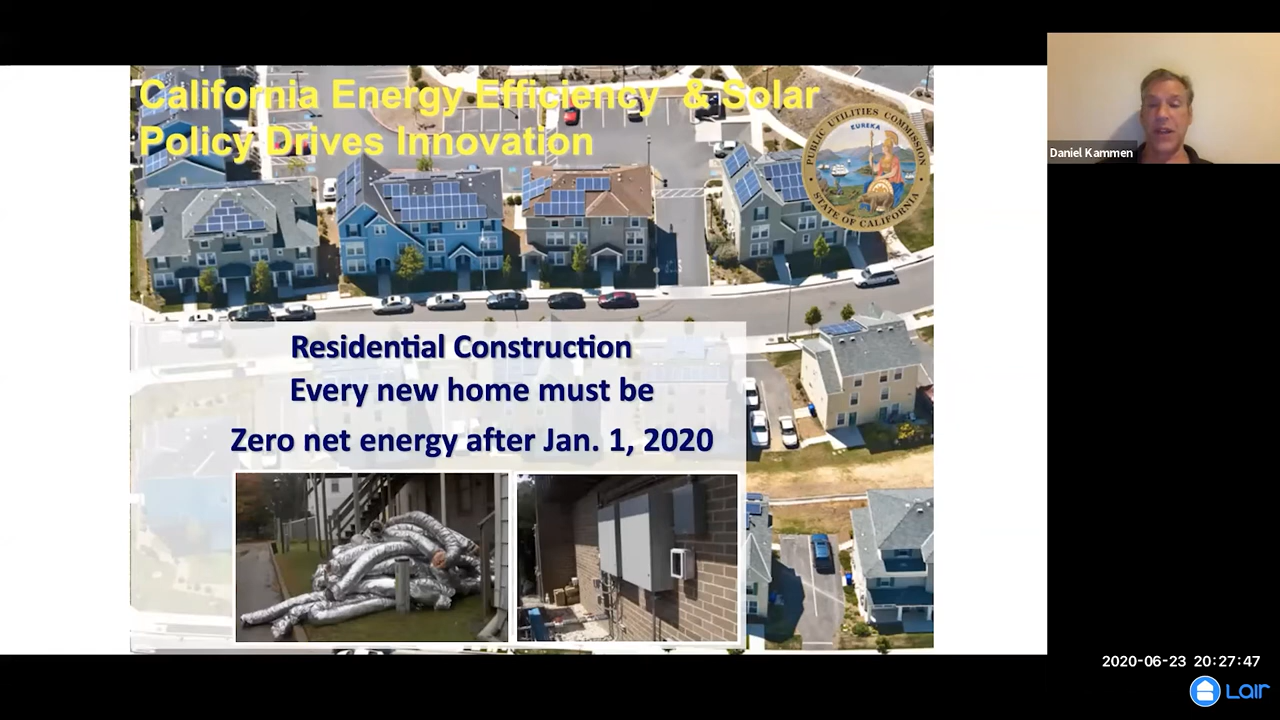 California Energy Efficiency & Solar
Policy Drives Innovation
PUBLIC UTILITIES COMMISSION
EUREKA
STATE OF CALIFORNIA
Daniel Kammen
Residential Construction
Every new home must be
Zero net energy after Jan. 1, 2020
2020-06-23 20:27:47
LAIR